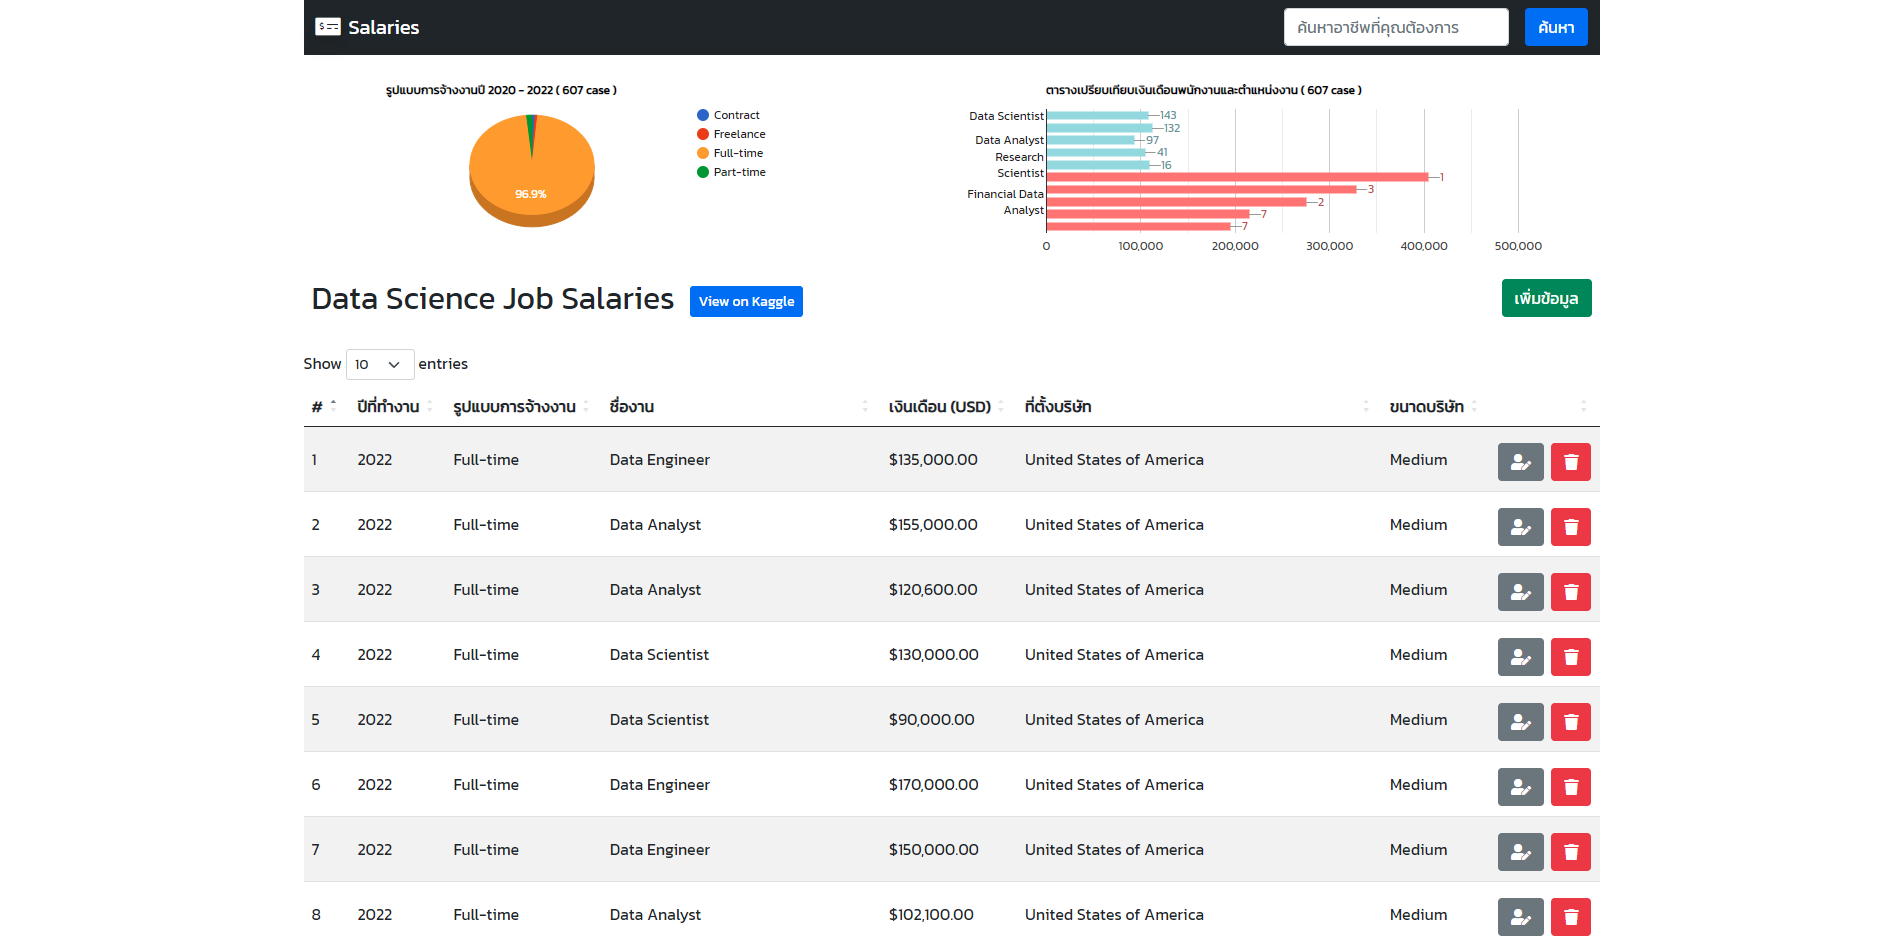 Salaries
ค้นหาอาชีพที่คุณต้องการ
ค้นหา
รูปแบบการจ้างงานปี 2020 - 2022 ( 607 case )
Contract
Freelance
Full-time
Part-time
96.9%
ตารางเปรียบเทียบเงินเดือนพนักงานและตำแหน่งงาน ( 607 case )
Data Scientist
Data Analyst
Research
Scientist
Financial Data
Analyst
143
132
97
41
16
1
3
2
7
7
0 100,000 200,000 300,000 400,000 500,000
Data Science Job Salaries View on Kaggle
เพิ่มข้อมูล
Show 10 entries
# ปีที่ทำงาน รูปแบบการจ้างงาน ชื่องาน เงินเดือน (USD) ที่ตั้งบริษัท ขนาดบริษัท
1 2022 Full-time Data Engineer $135,000.00 United States of America Medium
2 2022 Full-time Data Analyst $155,000.00 United States of America Medium
3 2022 Full-time Data Analyst $120,600.00 United States of America Medium
4 2022 Full-time Data Scientist $130,000.00 United States of America Medium
5 2022 Full-time Data Scientist $90,000.00 United States of America Medium
6 2022 Full-time Data Engineer $170,000.00 United States of America Medium
7 2022 Full-time Data Engineer $150,000.00 United States of America Medium
8 2022 Full-time Data Analyst $102,100.00 United States of America Medium